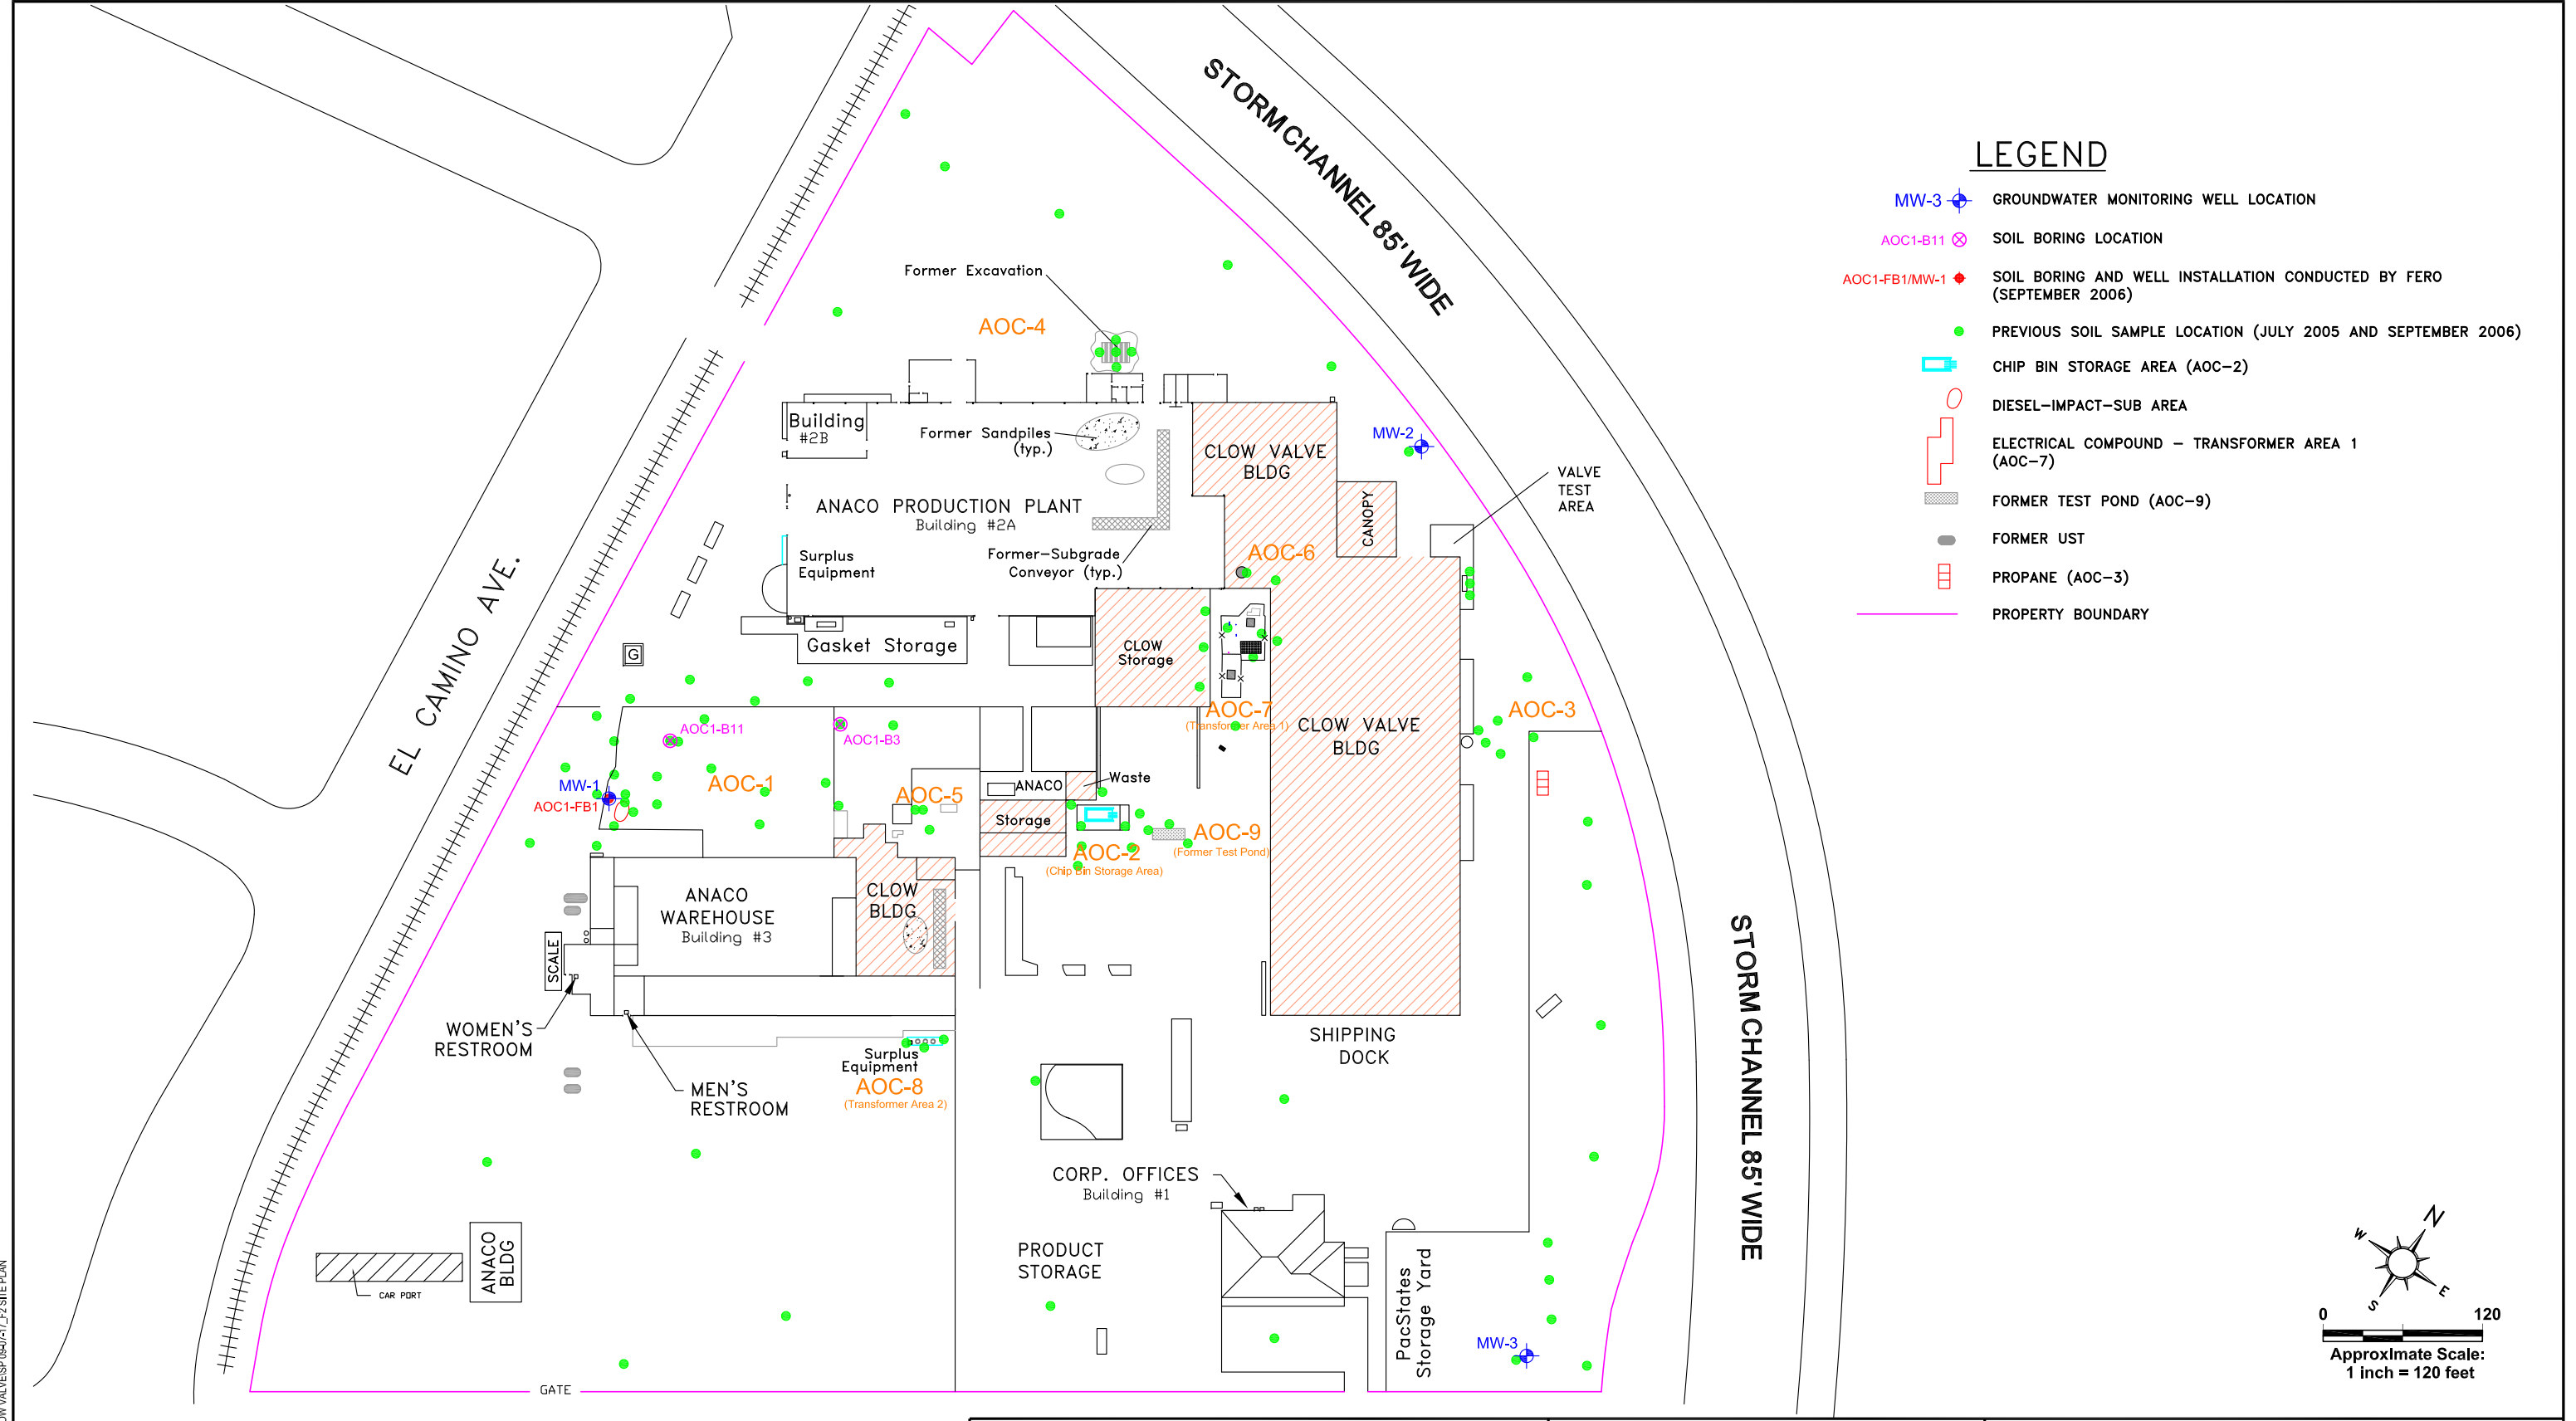 STORM CHANNEL 85' WIDE
LEGEND
MW-3
GROUNDWATER MONITORING WELL LOCATION
AOC1-B11
SOIL BORING LOCATION
AOC1-FB1/MW-1
SOIL BORING AND WELL INSTALLATION CONDUCTED BY FERO
(SEPTEMBER 2006)
PREVIOUS SOIL SAMPLE LOCATION (JULY 2005 AND SEPTEMBER 2006)
CHIP BIN STORAGE AREA (AOC-2)
DIESEL-IMPACT-SUB AREA
ELECTRICAL COMPOUND - TRANSFORMER AREA 1
(AOC-7)
FORMER TEST POND (AOC-9)
FORMER UST
PROPANE (AOC-3)
PROPERTY BOUNDARY
Former Excavation
AOC-4
Building
#2B
Former Sandpiles
(typ.)
CLOW VALVE
BLDG
MW-2
VALVE
TEST
AREA
CANOPY
ANACO PRODUCTION PLANT
Building #2A
Surplus
Equipment
Former-Subgrade
Conveyor (typ.)
AOC-6
EL CAMINO AVE.
G
Gasket Storage
CLOW
Storage
AOC-7
(Transformer Area 1)
CLOW VALVE
BLDG
AOC-3
AOC1-B11
AOC1-B3
MW-1
AOC1-FB1
AOC-1
AOC-5
ANACO
Waste
Storage
AOC-9
(Former Test Pond)
AOC-2
(Chip Bin Storage Area)
ANACO
WAREHOUSE
Building #3
CLOW
BLDG
SCALE
WOMEN'S
RESTROOM
MEN'S
RESTROOM
Surplus
Equipment
AOC-8
(Transformer Area 2)
SHIPPING
DOCK
STORM CHANNEL 85' WIDE
CORP. OFFICES
Building #1
PRODUCT
STORAGE
ANACO
BLDG
CAR PORT
PacStates
Storage Yard
MW-3
GATE
N
W
E
S
0
120
Approximate Scale:
1 inch = 120 feet